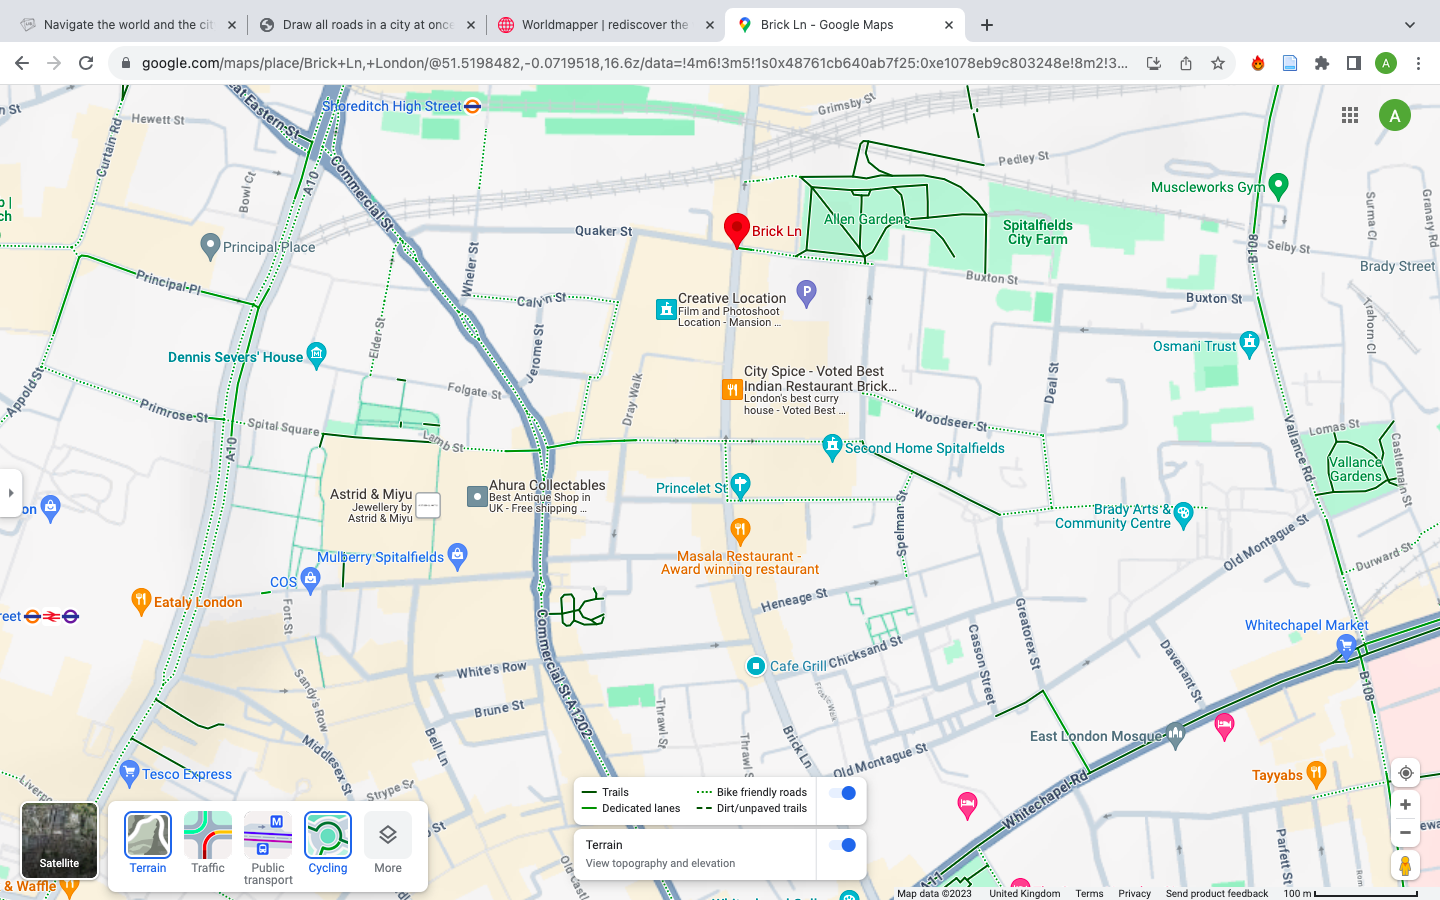 Navigate the world and the cit
Draw all roads in a city at once
Worldmapper | rediscover the
Brick Ln - Google Maps
google.com/maps/place/Brick+Ln,+London/@51.5198482,-0.0719518,16.6z/data=!4m6!3m5!1s0x48761cb640ab7f25:0xe1078eb9c803248e!8m2!3...
A
A
Shoreditch High Street
Grimsby St
Hewett St
Curtain Rd
at Eastern St
Commercial St
A10
Bowl Ct
Pedley St
Muscleworks Gym
Surma Cl
Granary Rd
Allen Gardens
Spitalfields
City Farm
Quaker St
Brick Ln
Principal Place
Wheler St
B108
Selby St
Brady Street
Principal Pl
Calvin St
Buxton St
Buxton St
Creative Location
Film and Photoshoot
Location - Mansion ...
P
Trahorn Cl
Elder St
Jerome St
Dennis Severs' House
Osmani Trust
Appold St
Folgate St
Dray Walk
City Spice - Voted Best
Indian Restaurant Brick...
London's best curry
house - Voted Best ...
Deal St
Primrose St
Spital Square
Lamb St
Woodseer St
Vallance Rd
Lomas St
A10
Second Home Spitalfields
Vallance
Gardens
Castlemain St
Astrid & Miyu
Jewellery by
Astrid & Miyu
Ahura Collectables
Best Antique Shop in
UK - Free shipping ...
Princelet St
Spelman St
Brady Arts &
Community Centre
Old Montague St
Durward St
Mulberry Spitalfields
Masala Restaurant -
Award winning restaurant
COS
Eataly London
Fort St
Heneage St
Commercial St A1202
Greatorex St
Casson Street
Whitechapel Market
Chicksand St
Cafe Grill
Davenant St
White's Row
Sandy's Row
Brune St
Thrawl St
Frostic Walk
B108
Bell Ln
Brick Ln
East London Mosque
Middlesex St
Thrawl S
Old Montague St
Tesco Express
Strype St
Tayyabs
Whitechapel Rd
Trails
Bike friendly roads
Dedicated lanes
Dirt/unpaved trails
Terrain
View topography and elevation
Satellite
Terrain
Traffic
Public
transport
Cycling
More
M
& Waffle
Old Cast
A11
Parfett St
Map data ©2023
United Kingdom
Terms
Privacy
Send product feedback
100 m